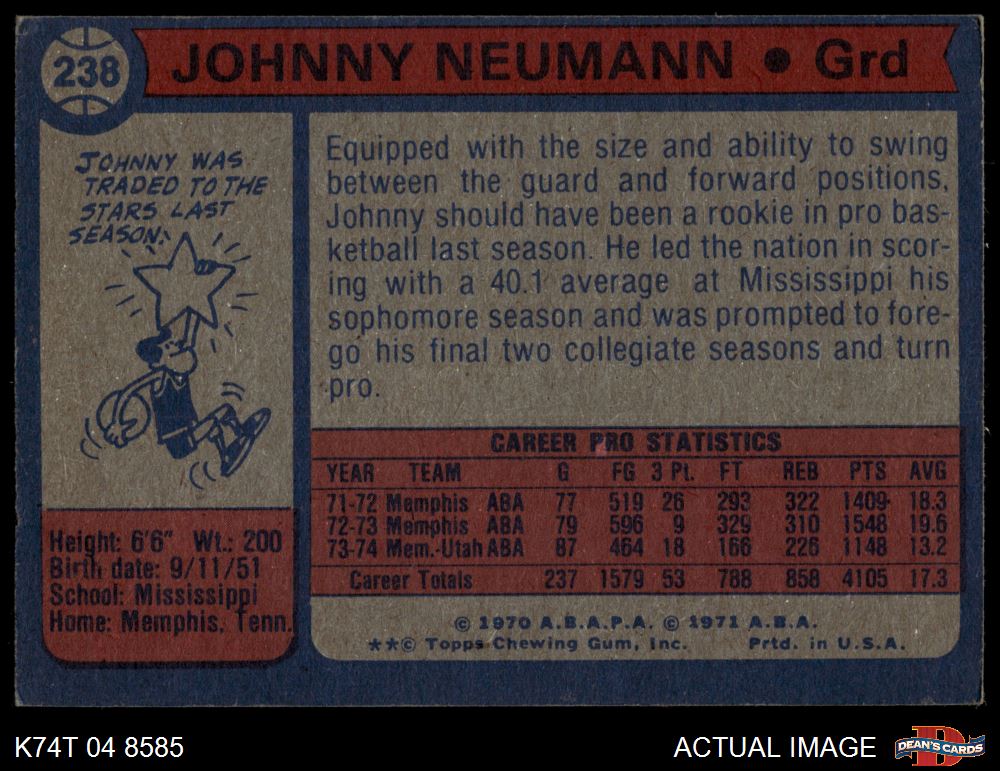 238
JOHNNY NEUMANN • Grd
JOHNNY WAS
TRADED TO THE
STARS LAST
SEASON.
Equipped with the size and ability to swing
between the guard and forward positions,
Johnny should have been a rookie in pro bas-
ketball last season. He led the nation in scor-
ing with a 40.1 average at Mississippi his
sophomore season and was prompted to fore-
go his final two collegiate seasons and turn
pro.
CAREER PRO STATISTICS
YEAR TEAM G FG 3 Pt. FT REB PTS AVG
71-72 Memphis ABA 77 519 26 293 322 1409 18.3
72-73 Memphis ABA 79 596 9 329 310 1548 19.6
73-74 Mem.-Utah ABA 87 464 18 166 226 1148 13.2
Career Totals 237 1579 53 788 858 4105 17.3
Height: 6'6" Wt.: 200
Birth date: 9/11/51
School: Mississippi
Home: Memphis, Tenn.
© 1970 A.B.A.P.A. © 1971 A.B.A.
**© Topps Chewing Gum, Inc. Prtd. in U.S.A.
K74T 04 8585
ACTUAL IMAGE
DEAN'S CARDS